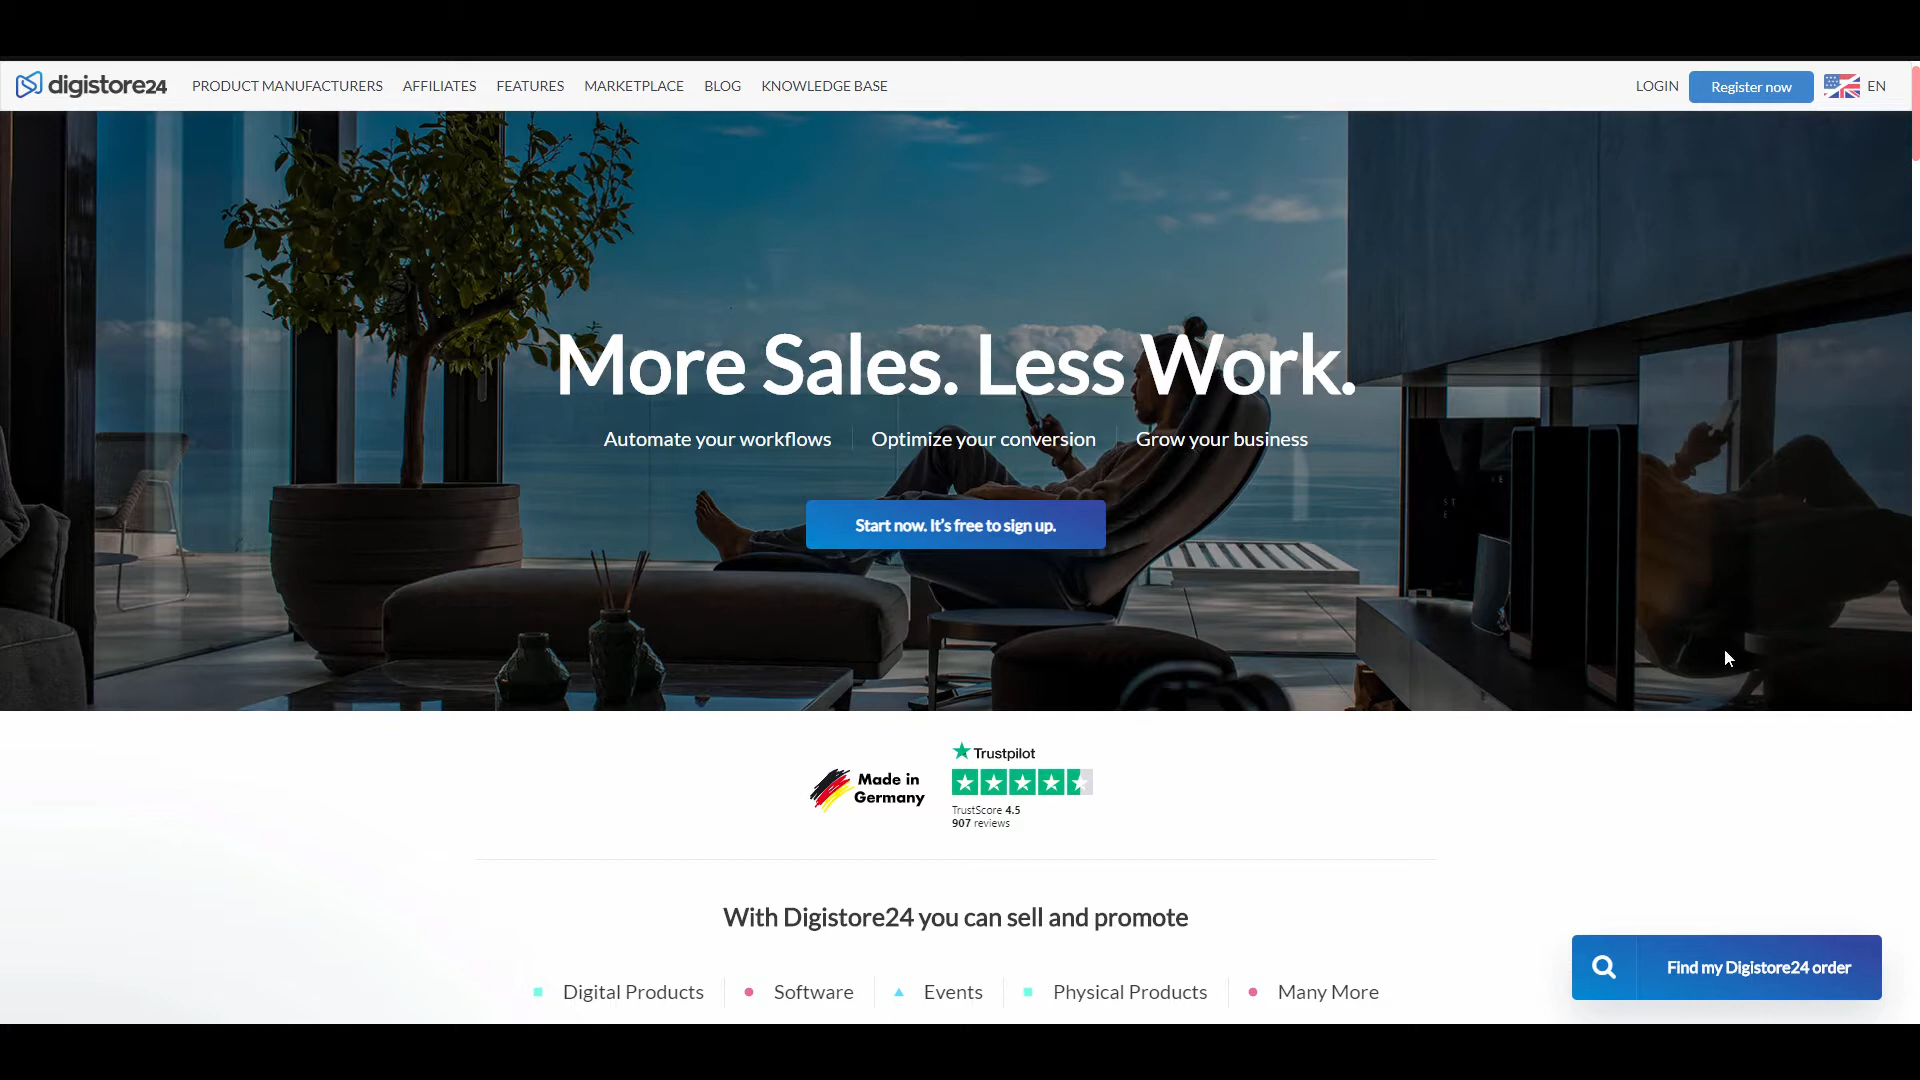 digistore24 PRODUCT MANUFACTURERS AFFILIATES FEATURES MARKETPLACE BLOG KNOWLEDGE BASE LOGIN Register now EN
More Sales. Less Work.
Automate your workflows Optimize your conversion Grow your business
Start now. It's free to sign up.
Made in
Germany
Trustpilot
TrustScore 4.5
907 reviews
With Digistore24 you can sell and promote
Digital Products Software Events Physical Products Many More
Find my Digistore24 order